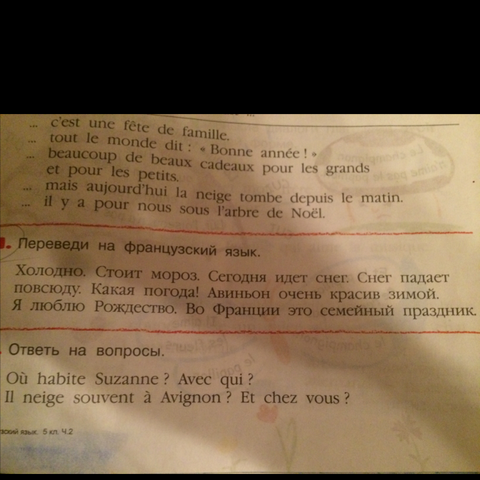 ... c'est une fête de famille.
... tout le monde dit : « Bonne année ! »
... beaucoup de beaux cadeaux pour les grands
et pour les petits.
... mais aujourd'hui la neige tombe depuis le matin.
... il y a pour nous sous l'arbre de Noël.
Переведи на французский язык.
Холодно. Стоит мороз. Сегодня идет снег. Снег падает
повсюду. Какая погода! Авиньон очень красив зимой.
Я люблю Рождество. Во Франции это семейный праздник.
Ответь на вопросы.
Où habite Suzanne ? Avec qui ?
Il neige souvent à Avignon ? Et chez vous ?
язык. 5 кл. Ч.2